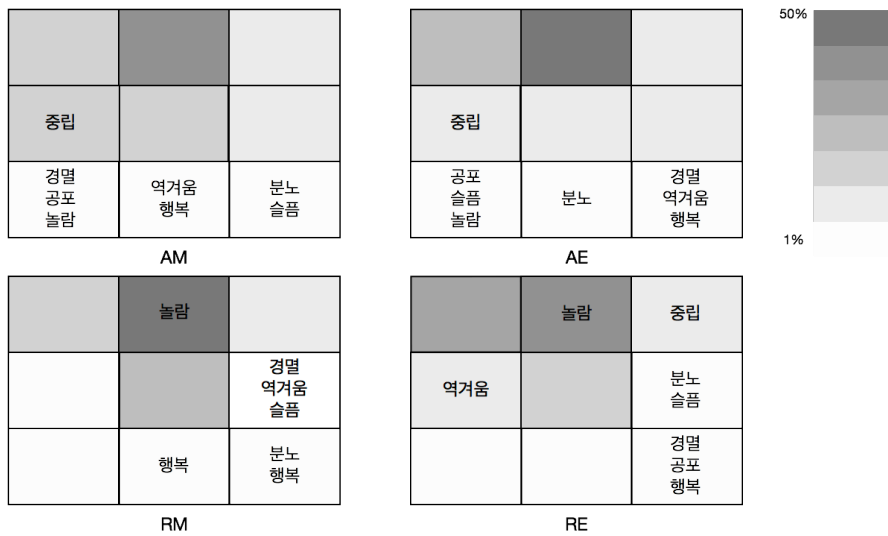 50%
중립
중립
경멸
공포
놀람
역겨움
행복
분노
슬픔
공포
슬픔
놀람
분노
경멸
역겨움
행복
1%
AM
AE
놀람
놀람
중립
경멸
역겨움
슬픔
역겨움
분노
슬픔
행복
분노
행복
경멸
공포
행복
RM
RE